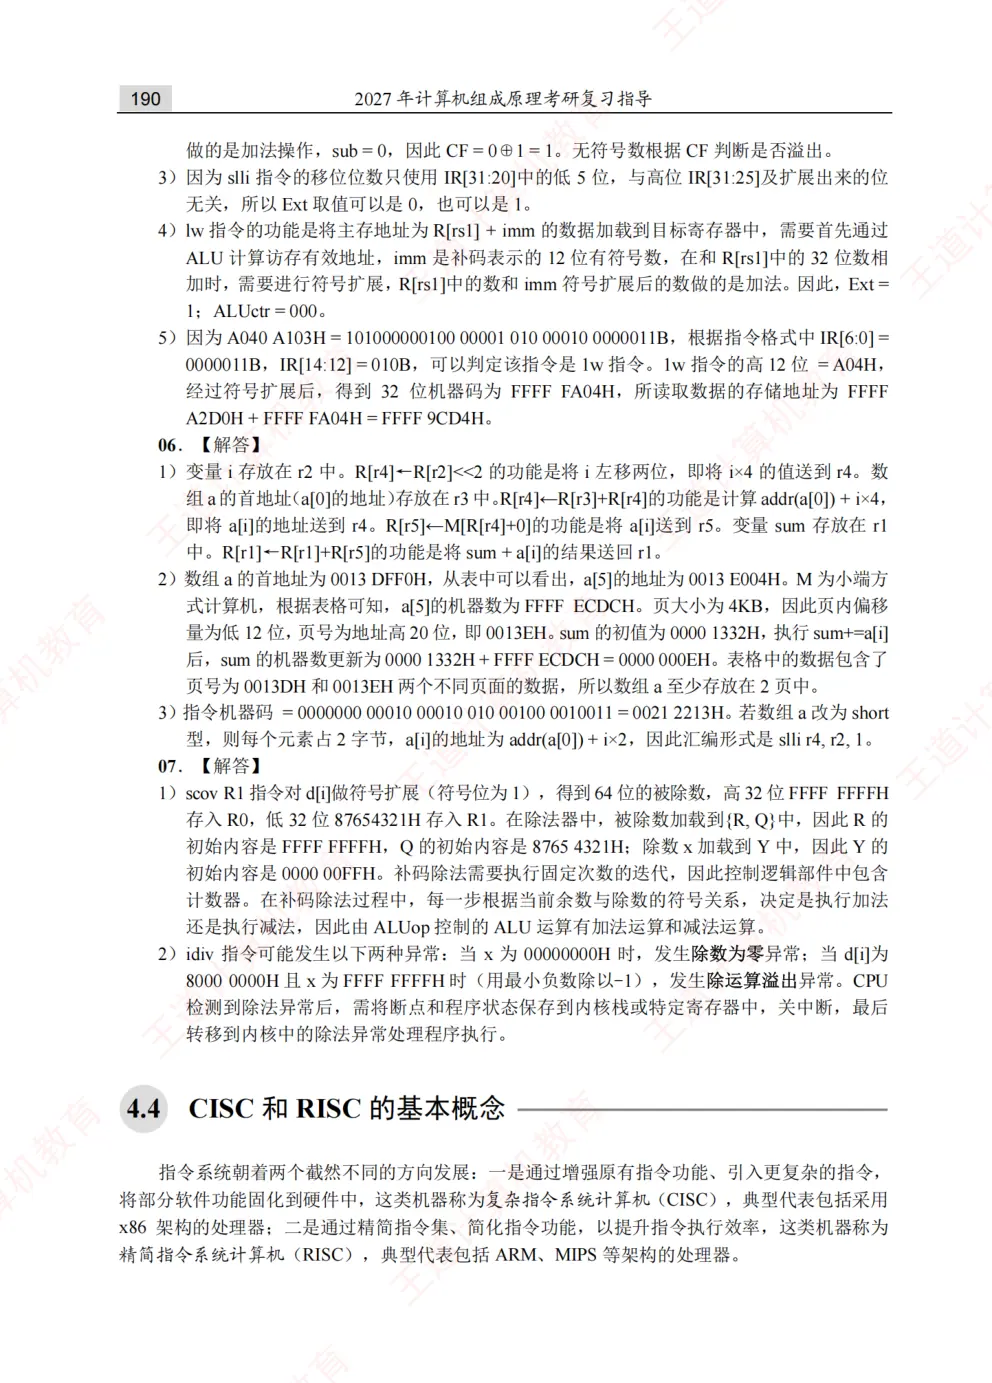 190
2027年计算机组成原理考研复习指导
做的是加法操作，sub = 0，因此 CF = 0⊕1 = 1。无符号数根据 CF 判断是否溢出。
3）因为 slli 指令的移位位数只使用 IR[31:20]中的低 5 位，与高位 IR[31:25]及扩展出来的位
无关，所以 Ext 取值可以是 0，也可以是 1。
4）lw 指令的功能是将主存地址为 R[rs1] + imm 的数据加载到目标寄存器中，需要首先通过
ALU 计算访存有效地址，imm 是补码表示的 12 位有符号数，在和 R[rs1]中的 32 位数相
加时，需要进行符号扩展，R[rs1]中的数和 imm 符号扩展后的数做的是加法。因此，Ext =
1；ALUctr = 000。
5）因为 A040 A103H = 101000000100 00001 010 00010 0000011B，根据指令格式中 IR[6:0] =
0000011B，IR[14:12] = 010B，可以判定该指令是 1w 指令。1w 指令的高 12 位 = A04H，
经过符号扩展后，得到 32 位机器码为 FFFF FA04H，所读取数据的存储地址为 FFFF
A2D0H + FFFF FA04H = FFFF 9CD4H。
06．【解答】
1）变量 i 存放在 r2 中。R[r4]←R[r2]<<2 的功能是将 i 左移两位，即将 i×4 的值送到 r4。数
组 a 的首地址（a[0]的地址）存放在 r3 中。R[r4]←R[r3]+R[r4]的功能是计算 addr(a[0]) + i×4，
即将 a[i]的地址送到 r4。R[r5]←M[R[r4]+0]的功能是将 a[i]送到 r5。变量 sum 存放在 r1
中。R[r1]←R[r1]+R[r5]的功能是将 sum + a[i]的结果送回 r1。
2）数组 a 的首地址为 0013 DFF0H，从表中可以看出，a[5]的地址为 0013 E004H。M 为小端方
式计算机，根据表格可知，a[5]的机器数为 FFFF ECDCH。页大小为 4KB，因此页内偏移
量为低 12 位，页号为地址高 20 位，即 0013EH。sum 的初值为 0000 1332H，执行 sum+=a[i]
后，sum 的机器数更新为 0000 1332H + FFFF ECDCH = 0000 000EH。表格中的数据包含了
页号为 0013DH 和 0013EH 两个不同页面的数据，所以数组 a 至少存放在 2 页中。
3）指令机器码 = 0000000 00010 00010 010 00100 0010011 = 0021 2213H。若数组 a 改为 short
型，则每个元素占 2 字节，a[i]的地址为 addr(a[0]) + i×2，因此汇编形式是 slli r4, r2, 1。
07．【解答】
1）scov R1 指令对 d[i]做符号扩展（符号位为 1），得到 64 位的被除数，高 32 位 FFFF FFFFH
存入 R0，低 32 位 87654321H 存入 R1。在除法器中，被除数加载到{R, Q}中，因此 R 的
初始内容是 FFFF FFFFH，Q 的初始内容是 8765 4321H；除数 x 加载到 Y 中，因此 Y 的
初始内容是 0000 00FFH。补码除法需要执行固定次数的迭代，因此控制逻辑部件中包含
计数器。在补码除法过程中，每一步根据当前余数与除数的符号关系，决定是执行加法
还是执行减法，因此由 ALUop 控制的 ALU 运算有加法运算和减法运算。
2）idiv 指令可能发生以下两种异常：当 x 为 00000000H 时，发生除数为零异常；当 d[i]为
8000 0000H 且 x 为 FFFF FFFFH 时（用最小负数除以-1），发生除运算溢出异常。CPU
检测到除法异常后，需将断点和程序状态保存到内核栈或特定寄存器中，关中断，最后
转移到内核中的除法异常处理程序执行。
4.4 CISC 和 RISC 的基本概念
指令系统朝着两个截然不同的方向发展：一是通过增强原有指令功能、引入更复杂的指令，
将部分软件功能固化到硬件中，这类机器称为复杂指令系统计算机（CISC），典型代表包括采用
x86 架构的处理器；二是通过精简指令集、简化指令功能，以提升指令执行效率，这类机器称为
精简指令系统计算机（RISC），典型代表包括 ARM、MIPS 等架构的处理器。